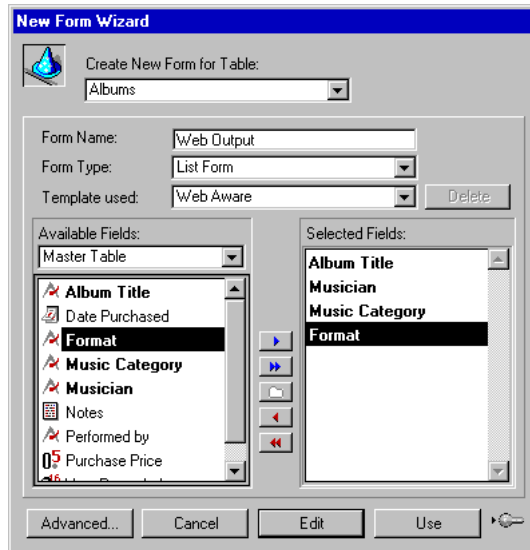 New Form Wizard
Create New Form for Table:
Albums
Form Name:
Web Output
Form Type:
List Form
Template used:
Web Aware
Delete
Available Fields:
Master Table
Album Title
Date Purchased
Format
Music Category
Musician
Notes
Performed by
Purchase Price
Selected Fields:
Album Title
Musician
Music Category
Format
Advanced...
Cancel
Edit
Use